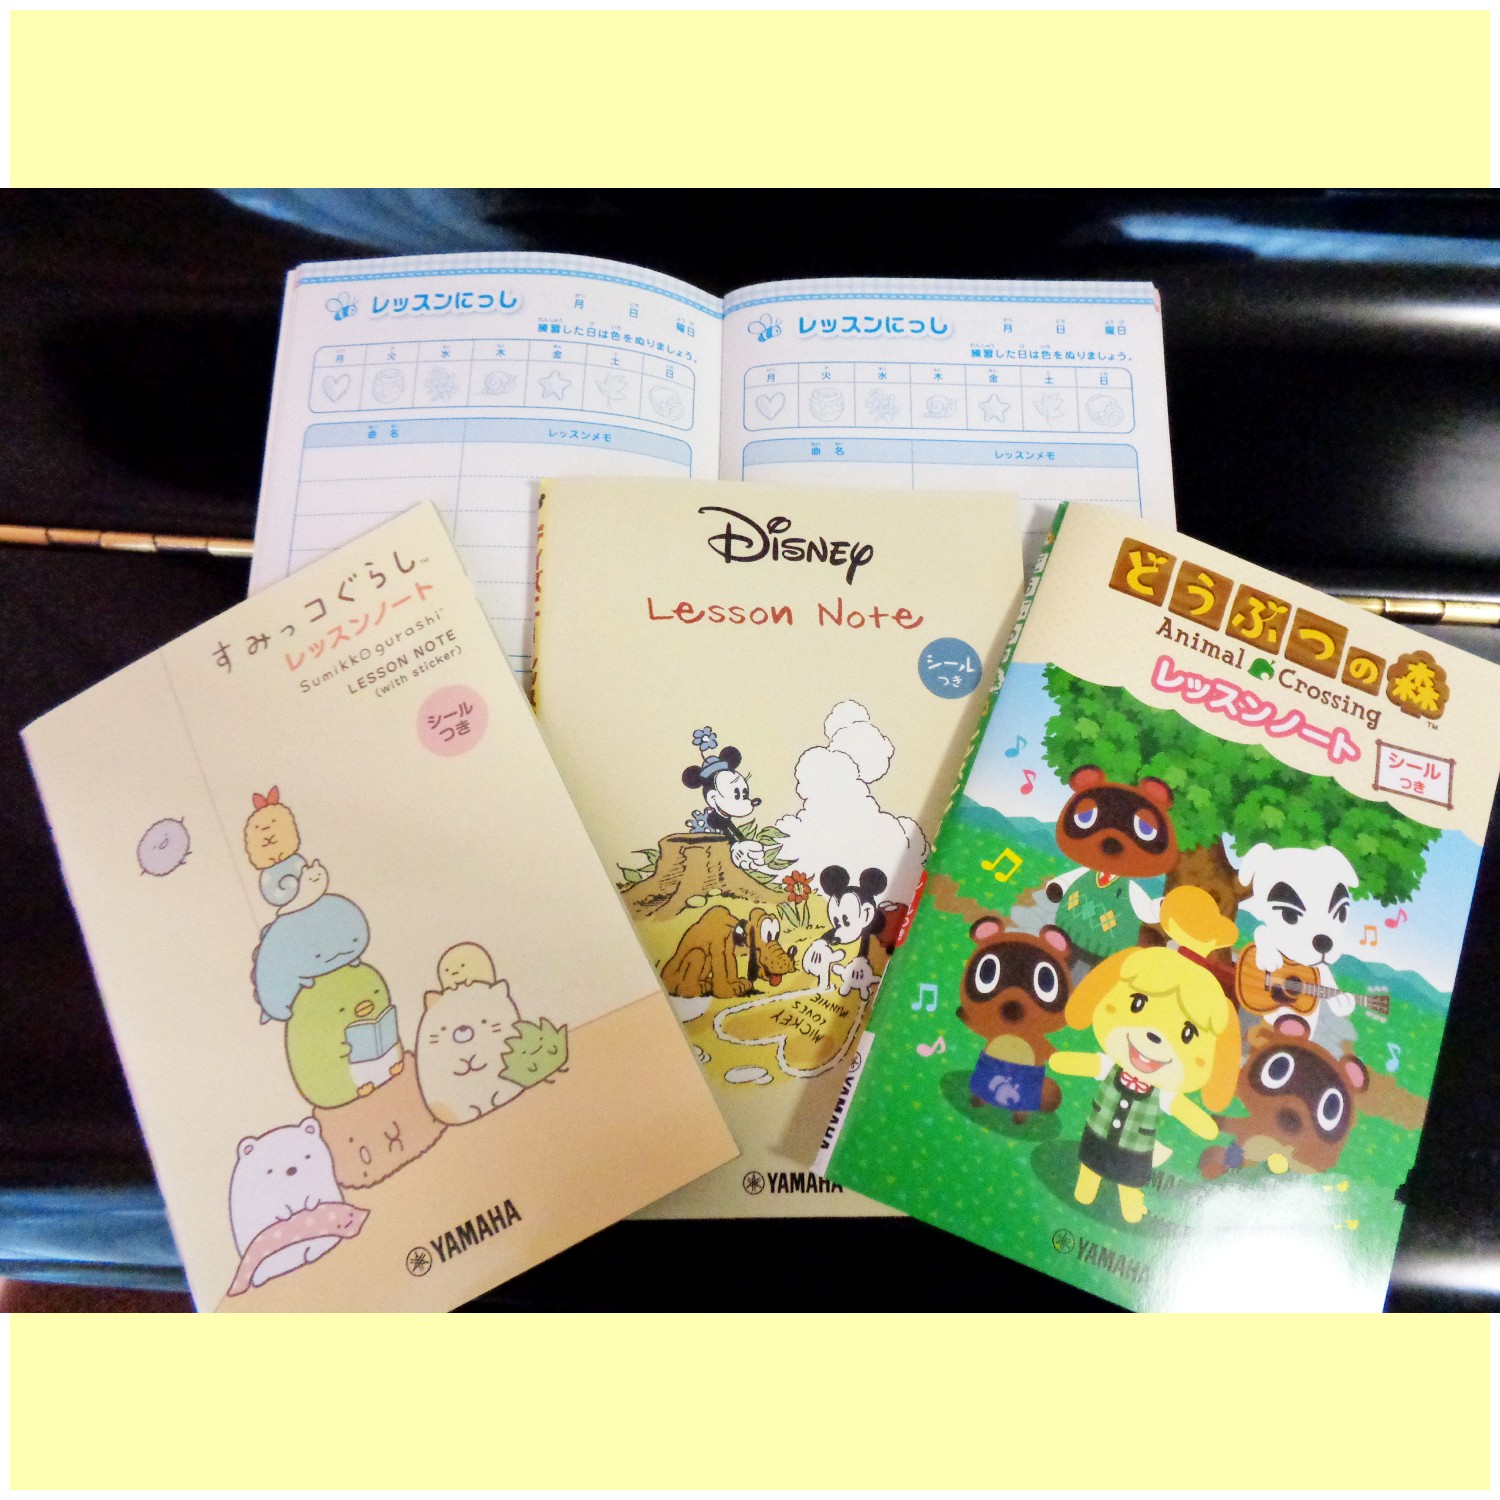 レッスンにっし
月 日 曜日
練習した日は色をぬりましょう。
月 火 水 木 金 土 日
曲名 レッスンメモ
レッスンにっし
月 日 曜日
練習した日は色をぬりましょう。
月 火 水 木 金 土 日
曲名 レッスンメモ
すみっコぐらし™
レッスンノート
Sumikkogurashi™
LESSON NOTE
(with sticker)
シール
つき
YAMAHA
DISNEY
Lesson Note
シール
つき
MICKEY
LOVES
MINNIE
YAMAHA
YAMAHA
どうぶつの森™
Animal Crossing
レッスンノート
シール
つき
YAMAHA